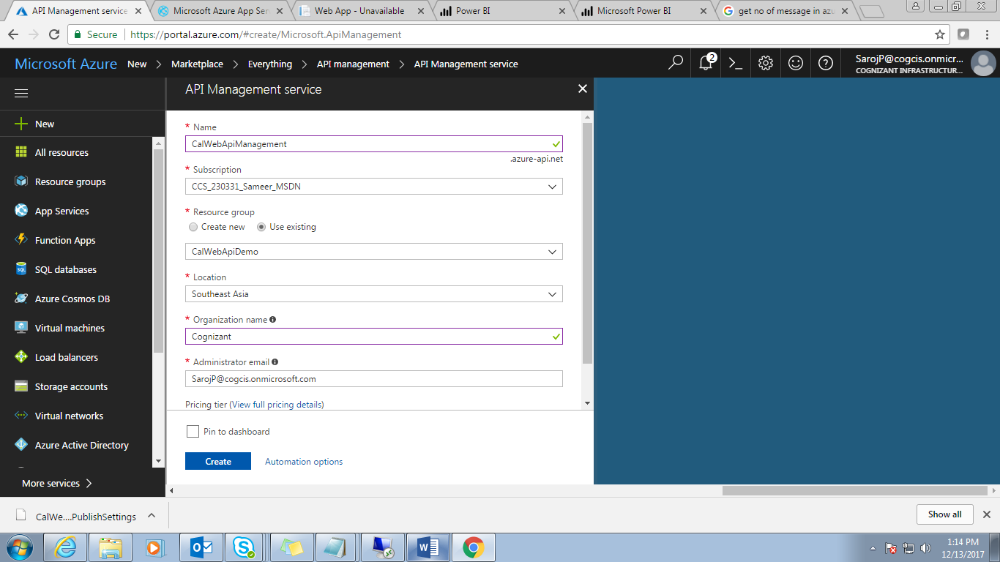 API Management service
Microsoft Azure App Ser
Web App - Unavailable
Power BI
Microsoft Power BI
get no of message in azu
Secure
https://portal.azure.com/#create/Microsoft.ApiManagement
Microsoft Azure New > Marketplace > Everything > API management > API Management service
2
SarojP@cogcis.onmicr...
COGNIZANT INFRASTRUCTUR...
API Management service
New
All resources
Resource groups
App Services
Function Apps
SQL databases
Azure Cosmos DB
Virtual machines
Load balancers
Storage accounts
Virtual networks
Azure Active Directory
More services >
* Name
CalWebApiManagement
.azure-api.net
* Subscription
CCS_230331_Sameer_MSDN
* Resource group
Create new Use existing
CalWebApiDemo
* Location
Southeast Asia
* Organization name
Cognizant
* Administrator email
SarojP@cogcis.onmicrosoft.com
Pricing tier (View full pricing details)
Pin to dashboard
Create Automation options
CalWe....PublishSettings
Show all
1:14 PM
12/13/2017